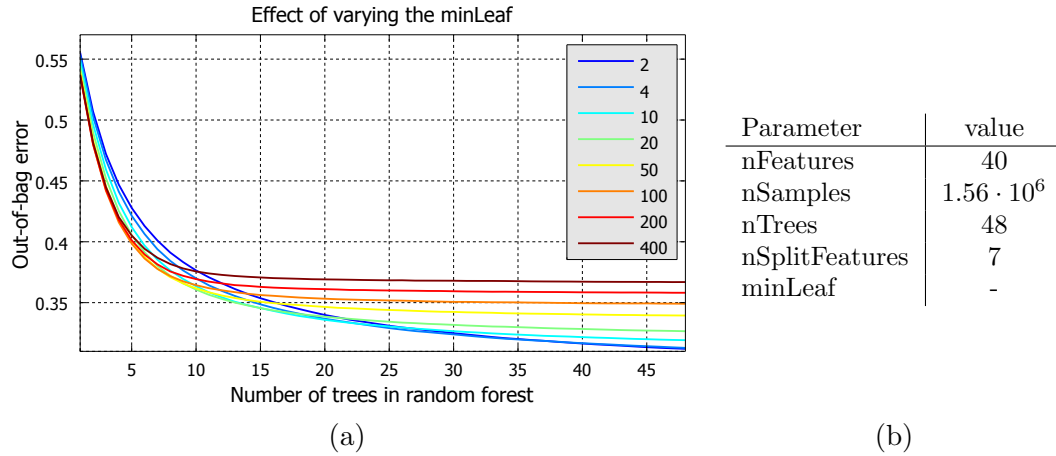 Effect of varying the minLeaf
0.55
0.5
0.45
0.4
0.35
Out-of-bag error
2
4
10
20
50
100
200
400
5 10 15 20 25 30 35 40 45
Number of trees in random forest
(a)
Parameter value
nFeatures 40
nSamples 1.56 · 10⁶
nTrees 48
nSplitFeatures 7
minLeaf -
(b)